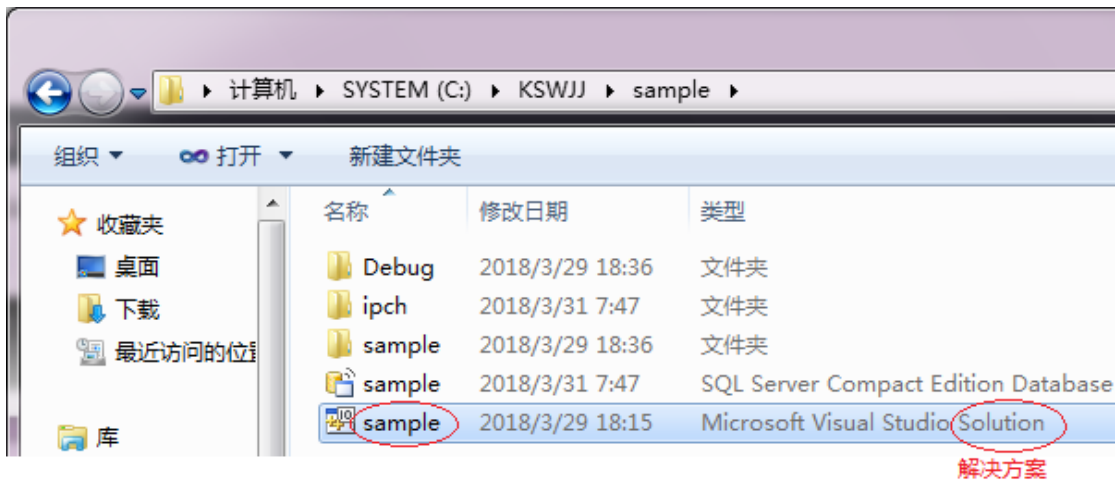 计算机 SYSTEM (C:) KSWJJ sample
组织 打开 新建文件夹
收藏夹
桌面
下载
最近访问的位置
库
名称 修改日期 类型
Debug 2018/3/29 18:36 文件夹
ipch 2018/3/31 7:47 文件夹
sample 2018/3/29 18:36 文件夹
sample 2018/3/31 7:47 SQL Server Compact Edition Database
sample 2018/3/29 18:15 Microsoft Visual Studio Solution
解决方案